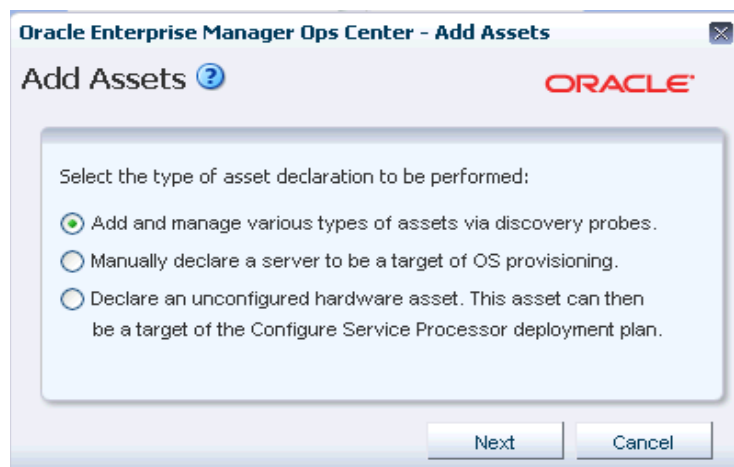 Oracle Enterprise Manager Ops Center - Add Assets
Add Assets ?
ORACLE
Select the type of asset declaration to be performed:
Add and manage various types of assets via discovery probes.
Manually declare a server to be a target of OS provisioning.
Declare an unconfigured hardware asset. This asset can then
be a target of the Configure Service Processor deployment plan.
Next Cancel